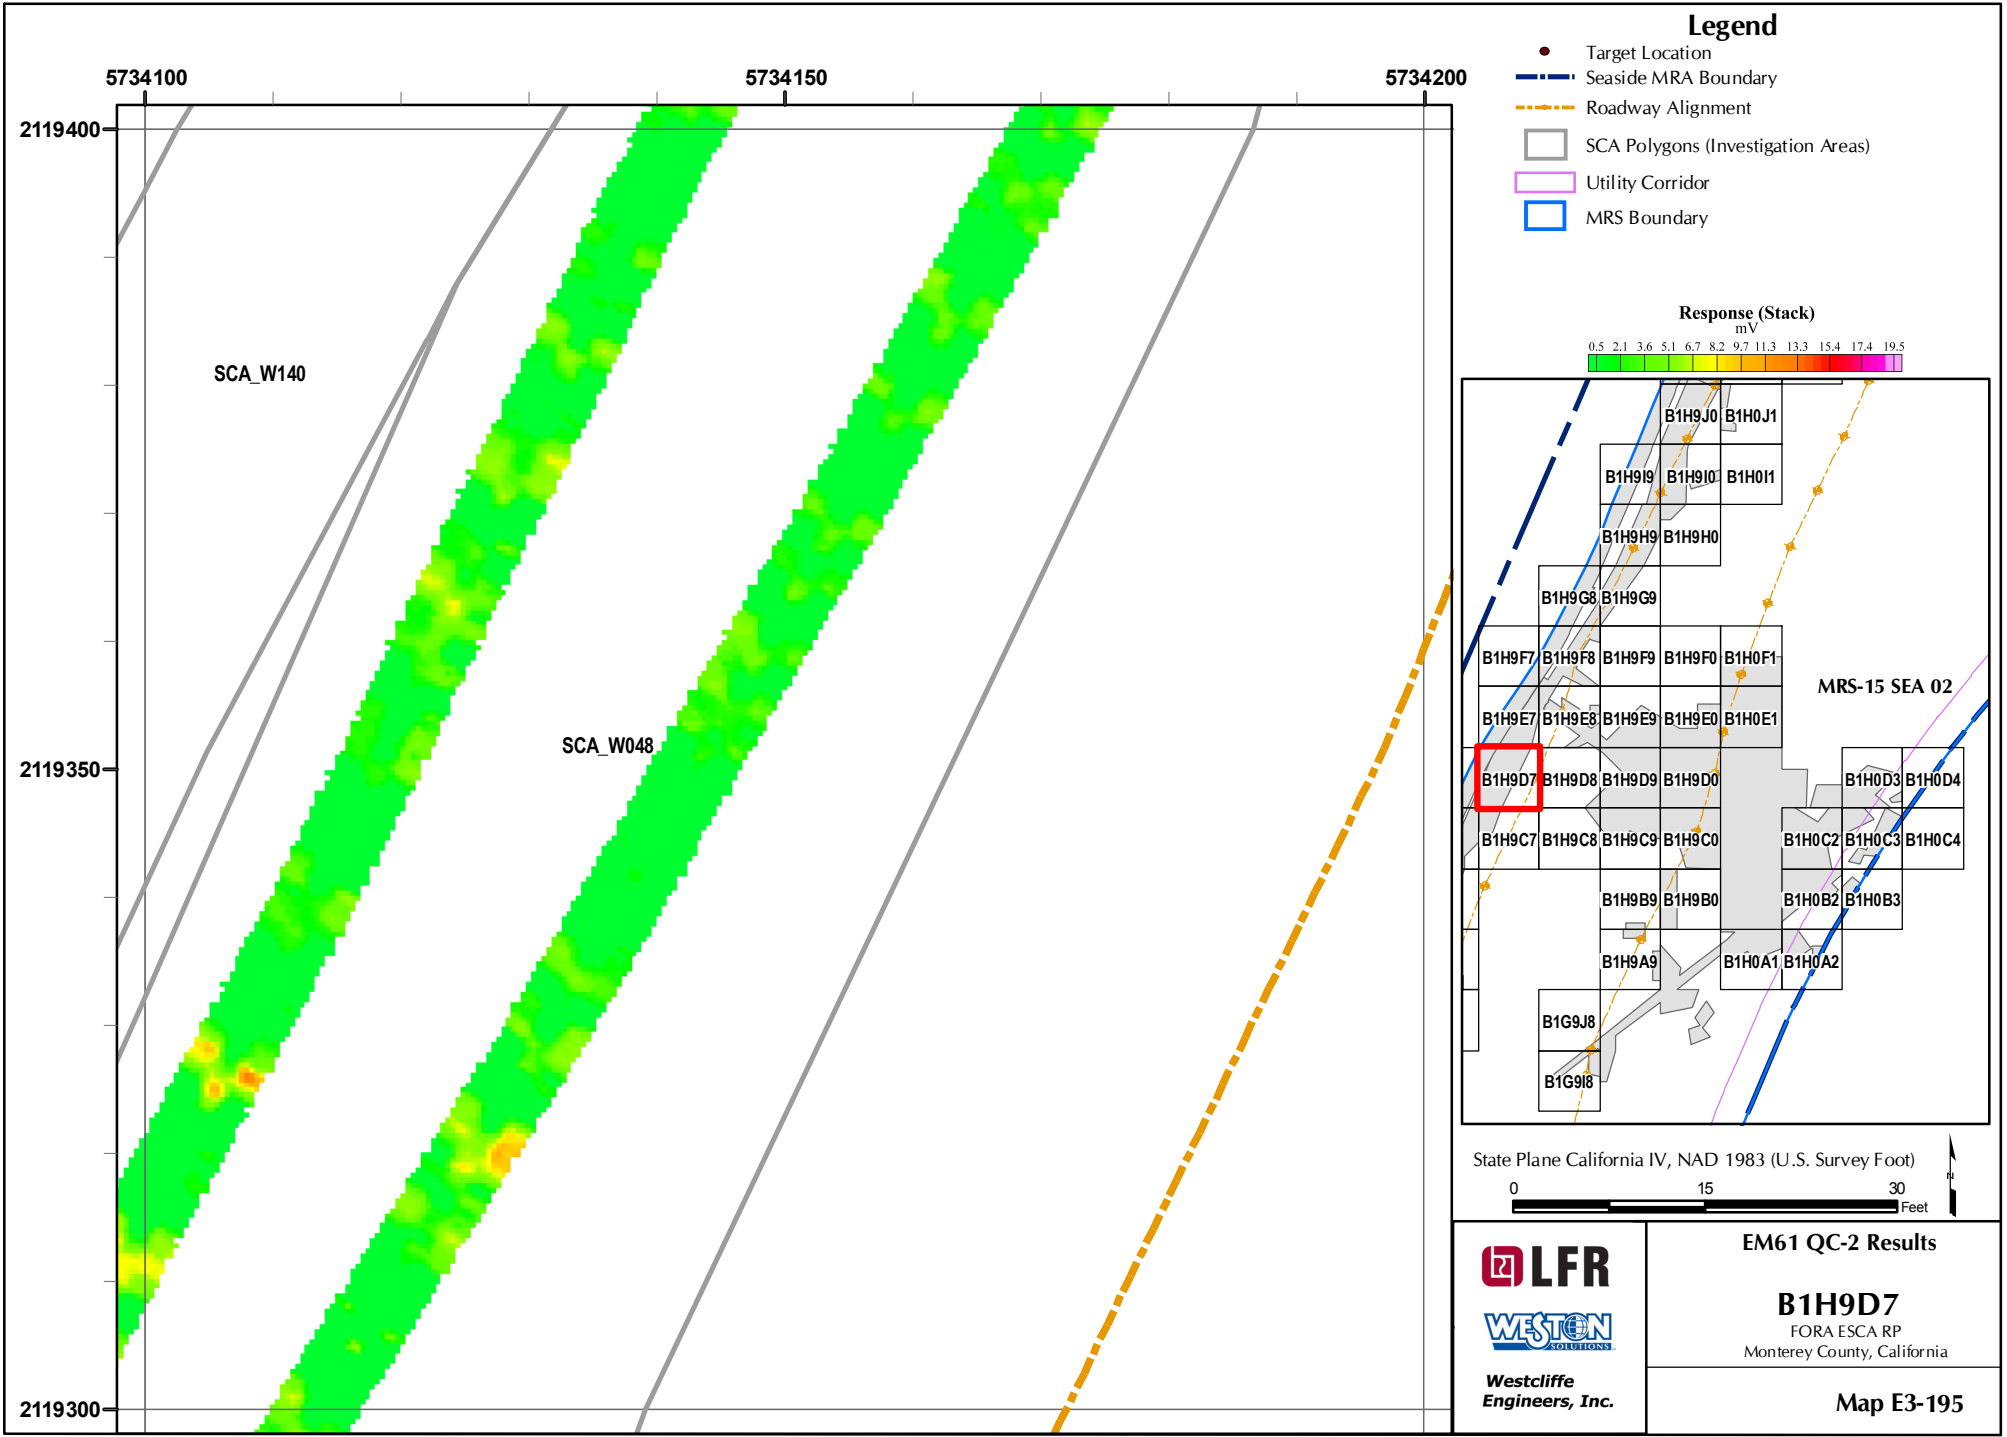 5734100
5734150
5734200
2119400
2119350
2119300
SCA_W140
SCA_W048
Legend
Target Location
Seaside MRA Boundary
Roadway Alignment
SCA Polygons (Investigation Areas)
Utility Corridor
MRS Boundary
Response (Stack)
mV
0.5 2.1 3.6 5.1 6.7 8.2 9.7 11.3 13.3 15.4 17.4 19.5
B1H9J0 B1H0J1
B1H9I9 B1H9I0 B1H0I1
B1H9H9 B1H9H0
B1H9G8 B1H9G9
B1H9F7 B1H9F8 B1H9F9 B1H9F0 B1H0F1
MRS-15 SEA 02
B1H9E7 B1H9E8 B1H9E9 B1H9E0 B1H0E1
B1H9D7 B1H9D8 B1H9D9 B1H9D0 B1H0D3 B1H0D4
B1H9C7 B1H9C8 B1H9C9 B1H9C0 B1H0C2 B1H0C3 B1H0C4
B1H9B9 B1H9B0 B1H0B2 B1H0B3
B1H9A9 B1H0A1 B1H0A2
B1G9J8
B1G9I8
State Plane California IV, NAD 1983 (U.S. Survey Foot)
0 15 30
Feet
N
LFR
WESTON
SOLUTIONS
Westcliffe
Engineers, Inc.
EM61 QC-2 Results
B1H9D7
FORA ESCA RP
Monterey County, California
Map E3-195